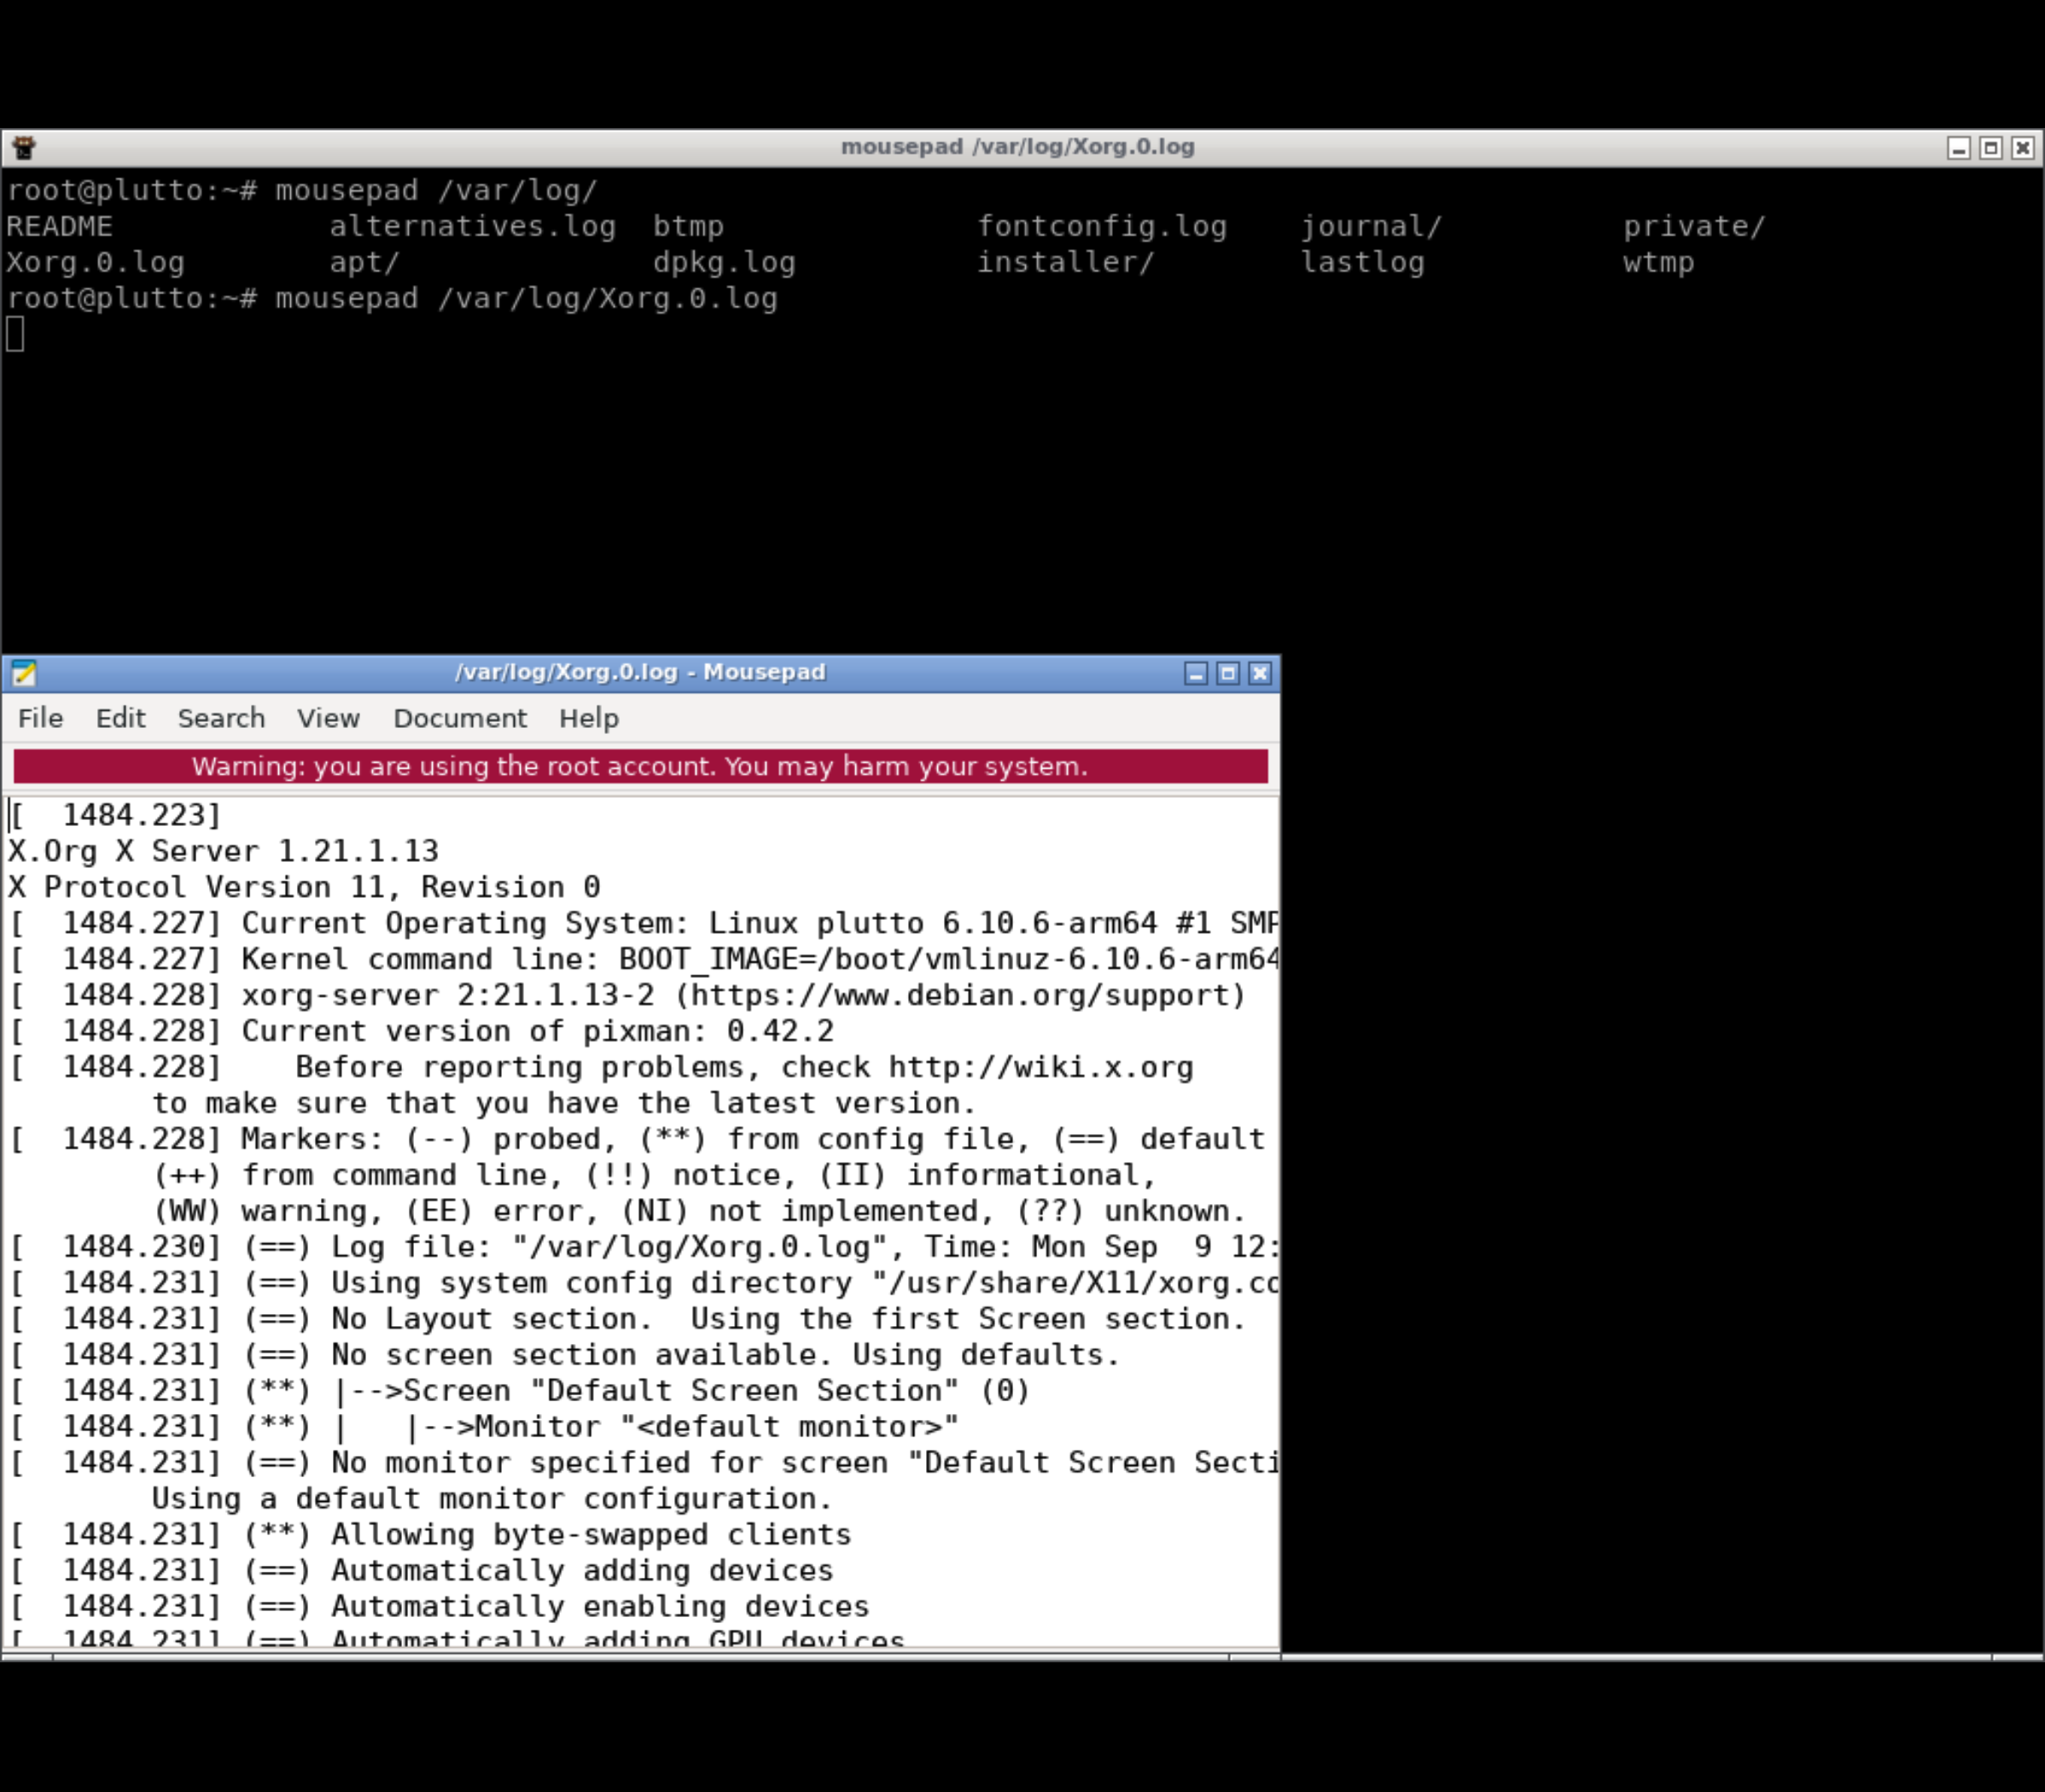 mousepad /var/log/Xorg.0.log
root@plutto:~# mousepad /var/log/
README alternatives.log btmp fontconfig.log journal/ private/
Xorg.0.log apt/ dpkg.log installer/ lastlog wtmp
root@plutto:~# mousepad /var/log/Xorg.0.log
/var/log/Xorg.0.log - Mousepad
File Edit Search View Document Help
Warning: you are using the root account. You may harm your system.
[  1484.223]
X.Org X Server 1.21.1.13
X Protocol Version 11, Revision 0
[  1484.227] Current Operating System: Linux plutto 6.10.6-arm64 #1 SMP
[  1484.227] Kernel command line: BOOT_IMAGE=/boot/vmlinuz-6.10.6-arm64
[  1484.228] xorg-server 2:21.1.13-2 (https://www.debian.org/support)
[  1484.228] Current version of pixman: 0.42.2
[  1484.228]    Before reporting problems, check http://wiki.x.org
to make sure that you have the latest version.
[  1484.228] Markers: (--) probed, (**) from config file, (==) default
(++) from command line, (!!) notice, (II) informational,
(WW) warning, (EE) error, (NI) not implemented, (??) unknown.
[  1484.230] (==) Log file: "/var/log/Xorg.0.log", Time: Mon Sep  9 12:
[  1484.231] (==) Using system config directory "/usr/share/X11/xorg.co
[  1484.231] (==) No Layout section.  Using the first Screen section.
[  1484.231] (==) No screen section available. Using defaults.
[  1484.231] (**) |-->Screen "Default Screen Section" (0)
[  1484.231] (**) |   |-->Monitor "<default monitor>"
[  1484.231] (==) No monitor specified for screen "Default Screen Secti
Using a default monitor configuration.
[  1484.231] (**) Allowing byte-swapped clients
[  1484.231] (==) Automatically adding devices
[  1484.231] (==) Automatically enabling devices
[  1484.231] (==) Automatically adding GPU devices